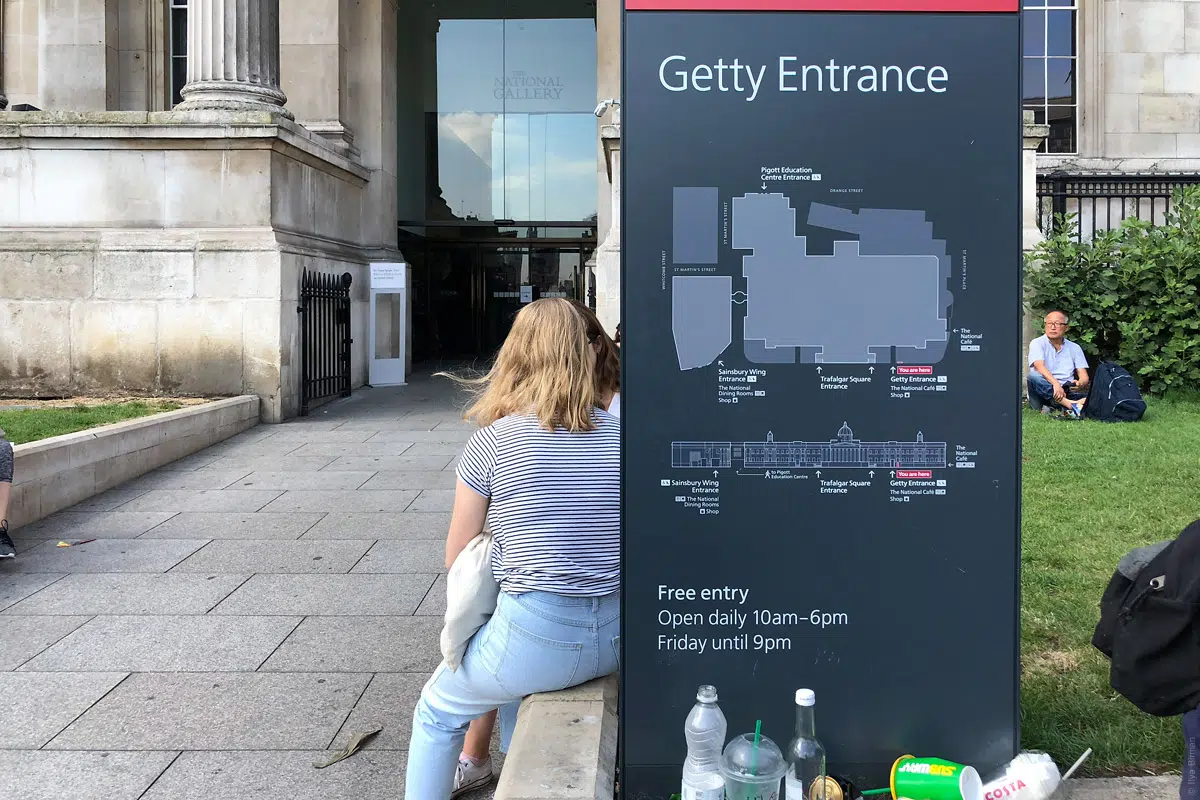 THE
NATIONAL
GALLERY
Getty Entrance
Pigott Education
Centre Entrance
ORANGE STREET
ST MARTIN'S STREET
WHITCOMB STREET
ST MARTIN'S STREET
ST MARTIN'S PLACE
The
National
Café
Sainsbury Wing
Entrance
The National
Dining Rooms
Shop
Trafalgar Square
Entrance
You are here
Getty Entrance
The National Café
Shop
The
National
Café
to Pigott
Education Centre
Sainsbury Wing
Entrance
The National
Dining Rooms
Shop
Trafalgar Square
Entrance
You are here
Getty Entrance
The National Café
Shop
Free entry
Open daily 10am–6pm
Friday until 9pm
SUBWAY
COSTA